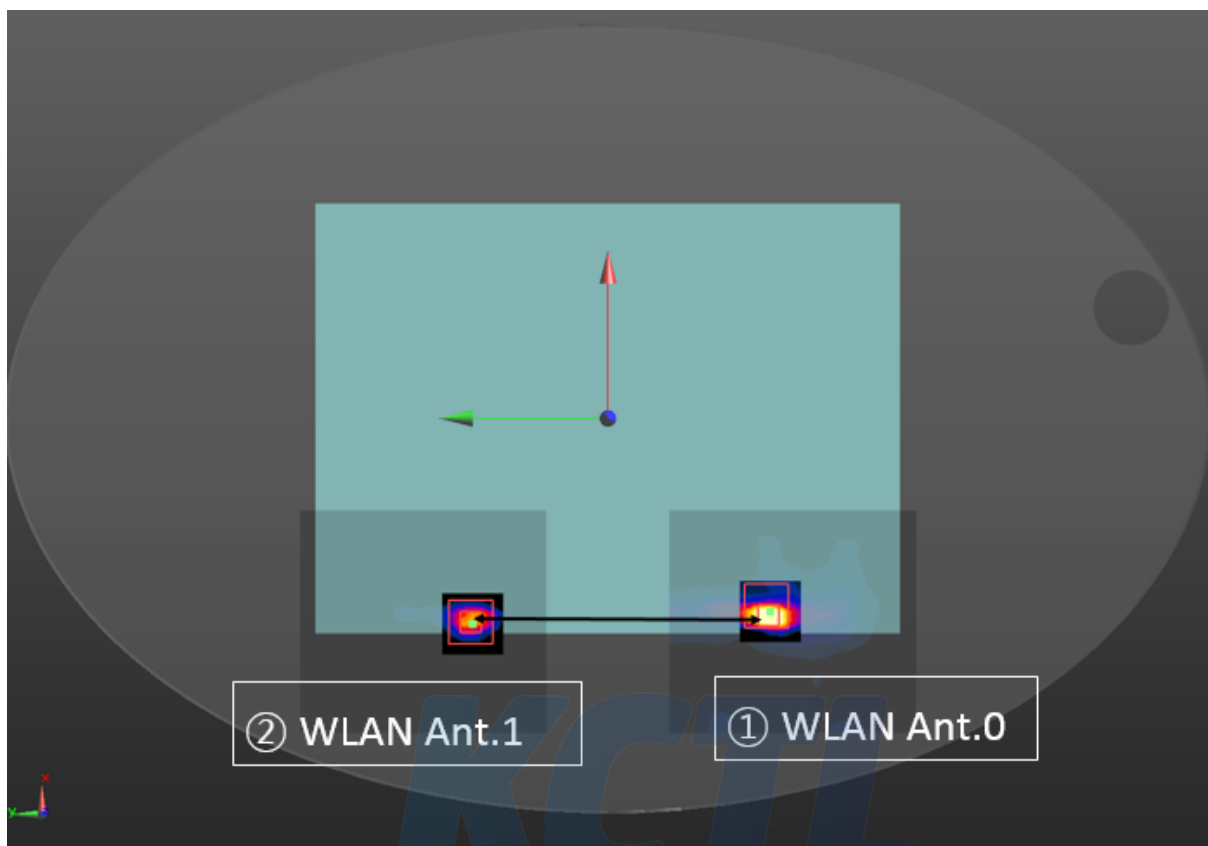 ② WLAN Ant.1
① WLAN Ant.0
KCTL
x
y